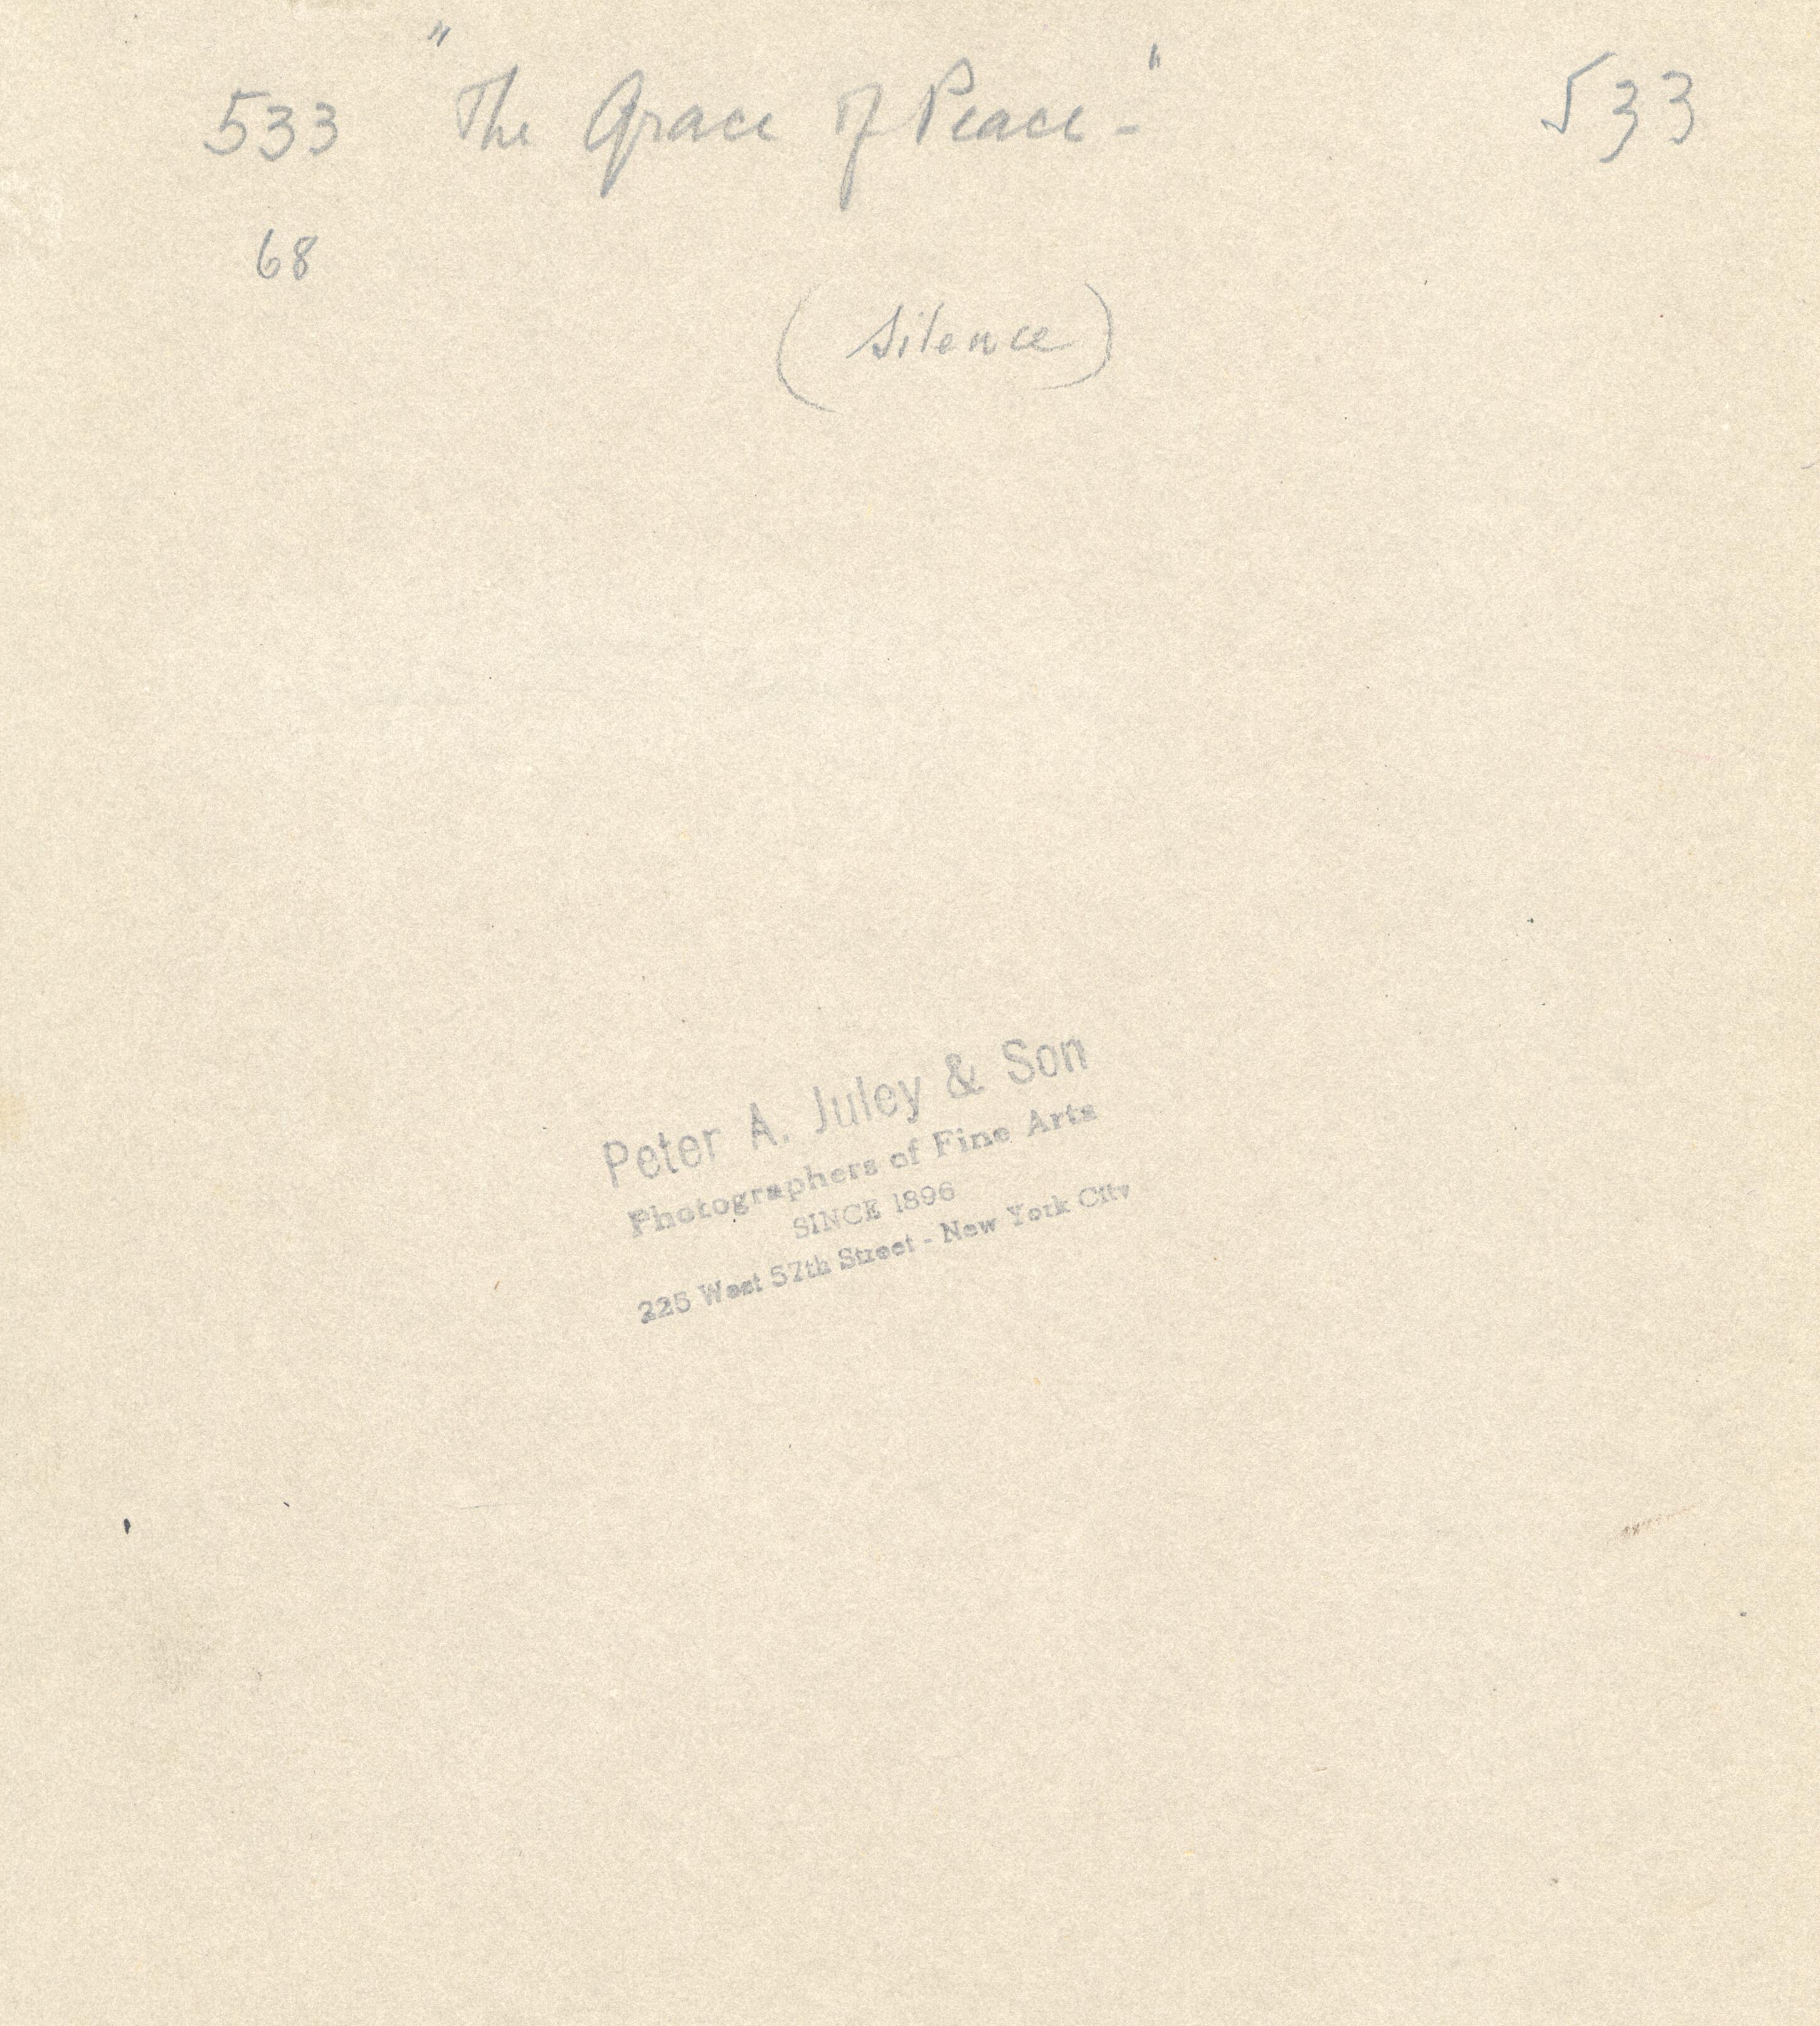 533 "The Grace of Peace-" 533
68
(Silence)
Peter A. Juley & Son
Photographers of Fine Arts
SINCE 1896
225 West 57th Street - New York City